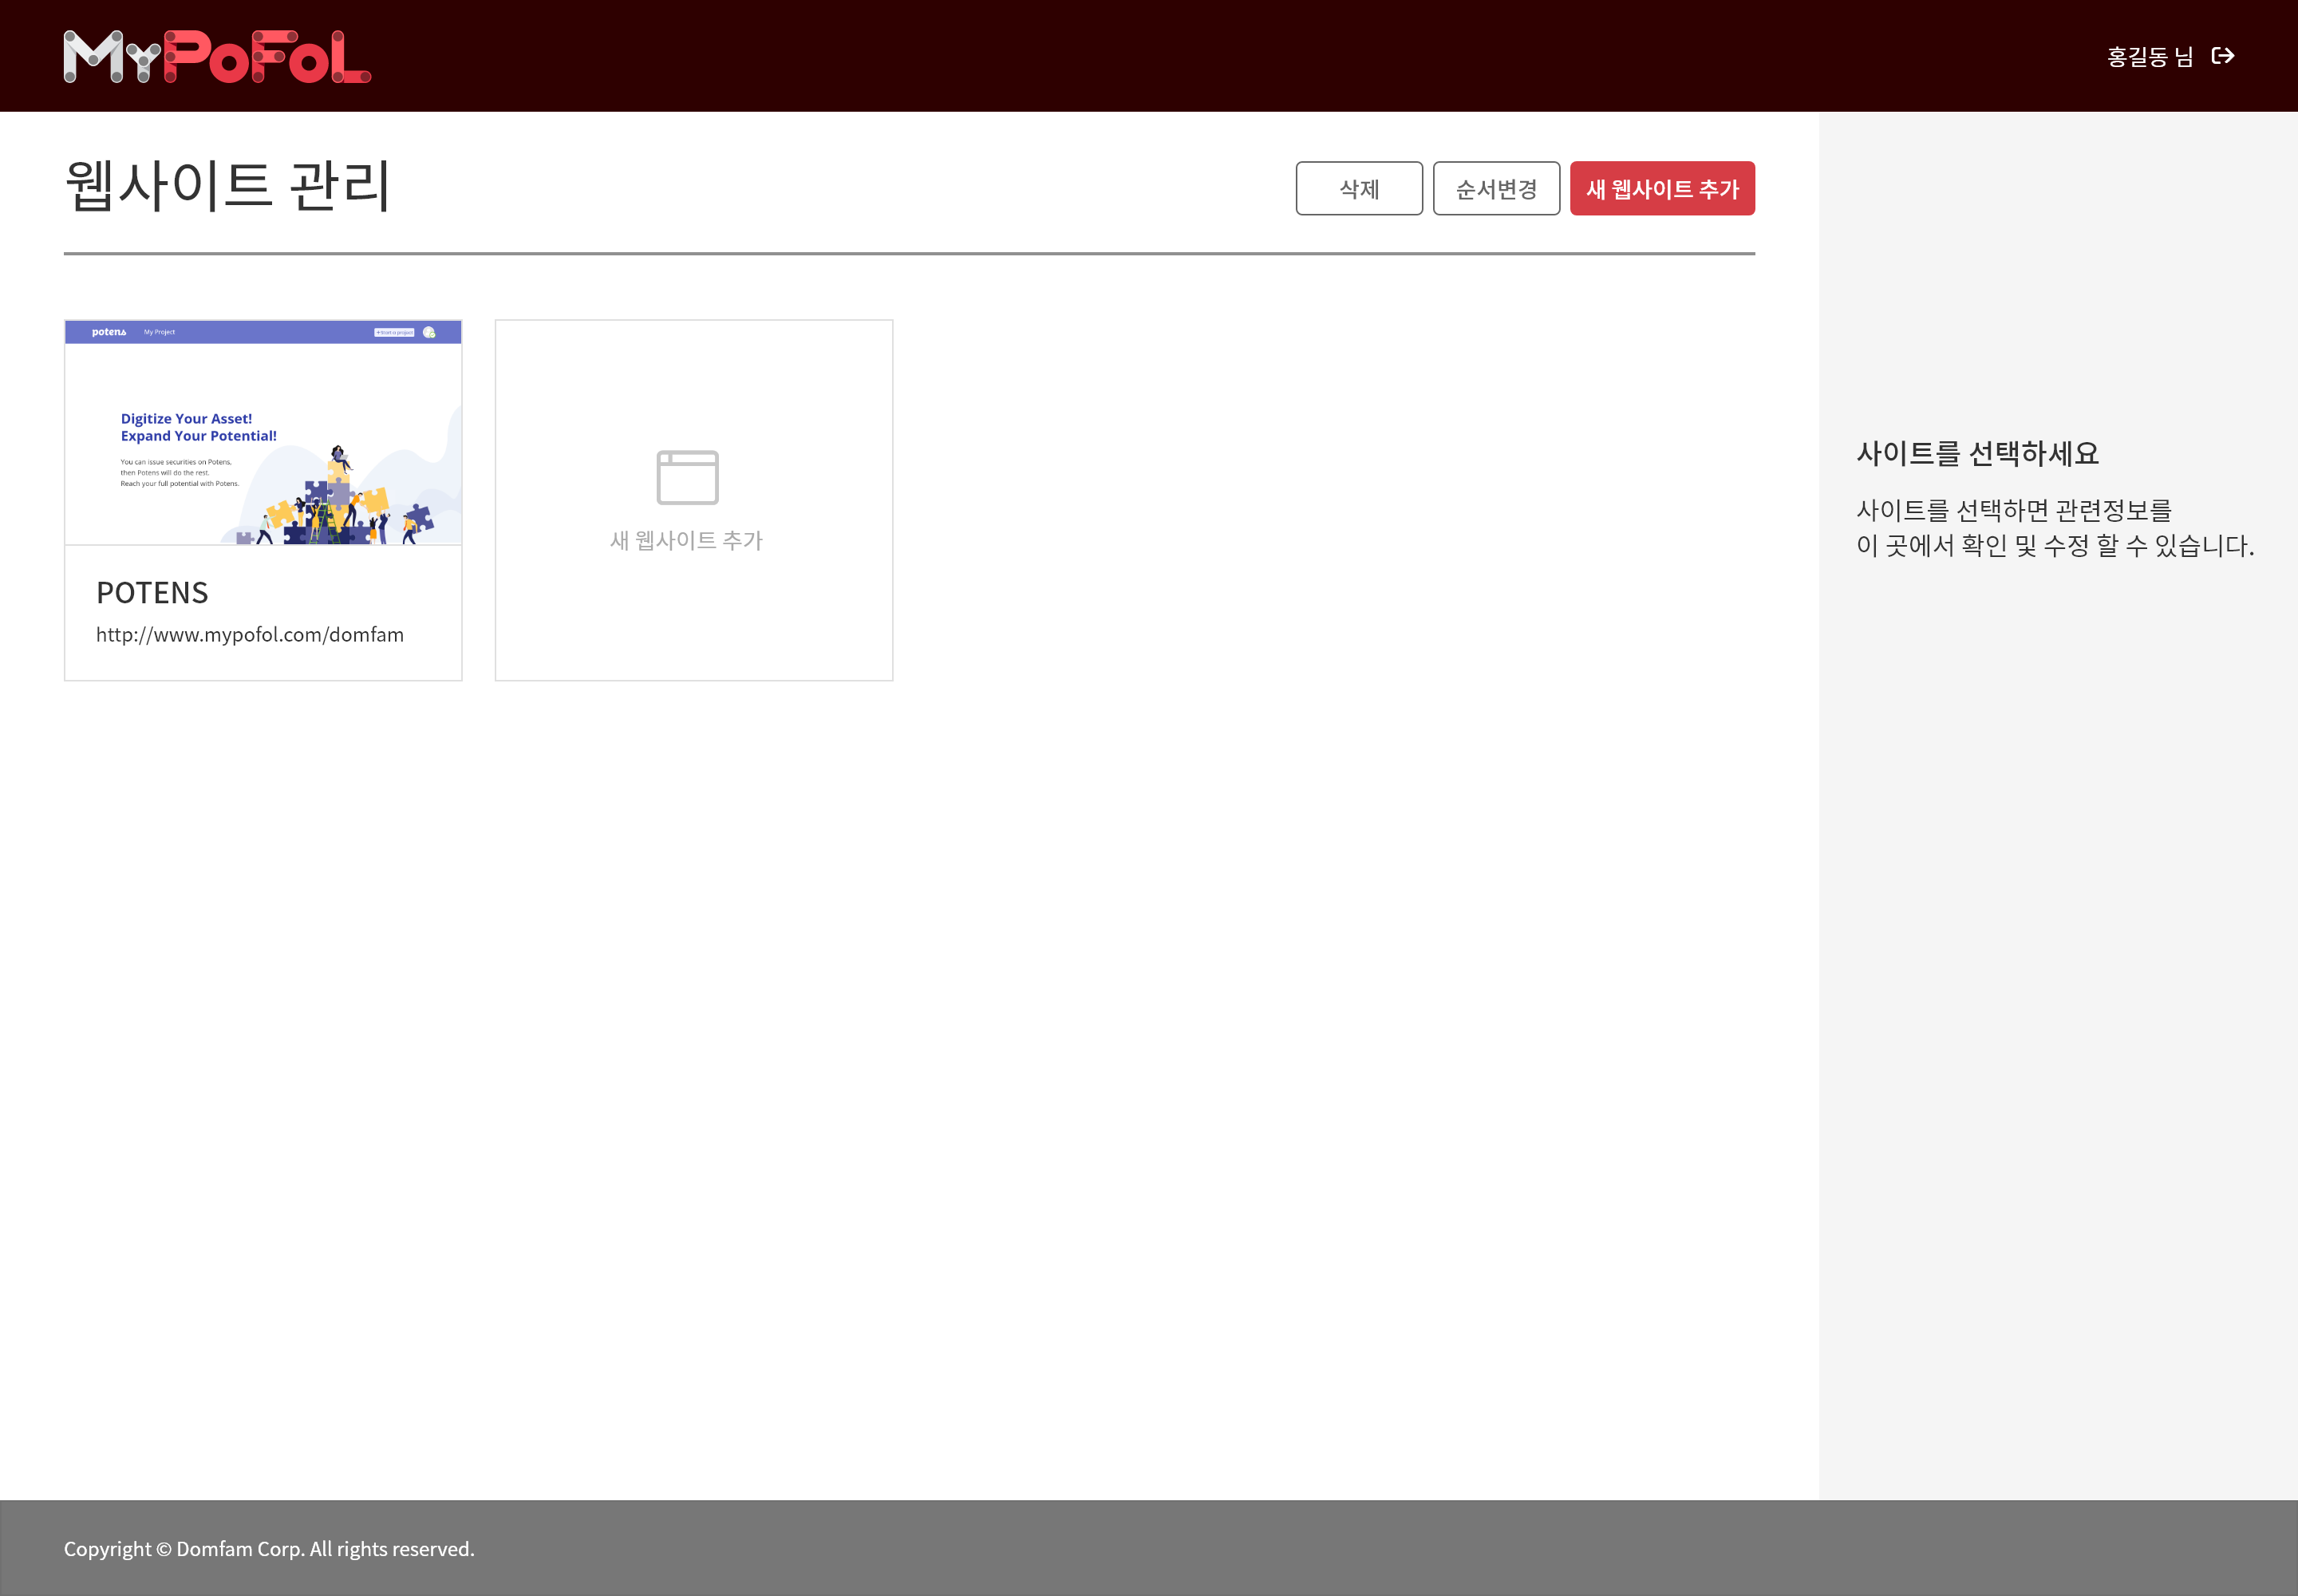 MyPoFoL
홍길동 님
웹사이트 관리
삭제
순서변경
새 웹사이트 추가
potens
My Project
Digitize Your Asset!
Expand Your Potential!
You can issue securities on Potens,
then Potens will do the rest.
Reach your full potential with Potens.
POTENS
http://www.mypofol.com/domfam
새 웹사이트 추가
사이트를 선택하세요
사이트를 선택하면 관련정보를
이 곳에서 확인 및 수정 할 수 있습니다.
Copyright © Domfam Corp. All rights reserved.